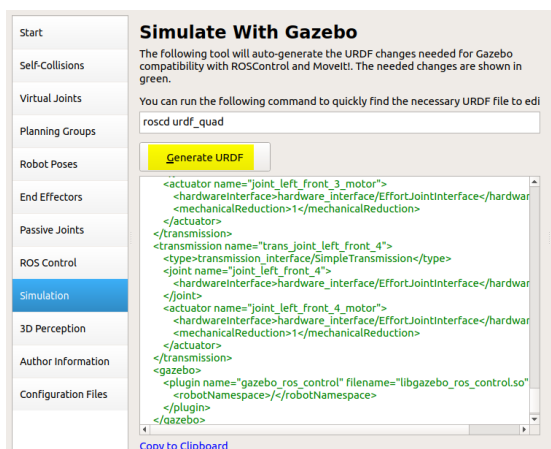 Start
Self-Collisions
Virtual Joints
Planning Groups
Robot Poses
End Effectors
Passive Joints
ROS Control
Simulation
3D Perception
Author Information
Configuration Files
Simulate With Gazebo
The following tool will auto-generate the URDF changes needed for Gazebo
compatibility with ROSControl and MoveIt!. The needed changes are shown in
green.
You can run the following command to quickly find the necessary URDF file to edi
roscd urdf_quad
Generate URDF
<actuator name="joint_left_front_3_motor">
<hardwareInterface>hardware_interface/EffortJointInterface</hardwar
<mechanicalReduction>1</mechanicalReduction>
</actuator>
</transmission>
<transmission name="trans_joint_left_front_4">
<type>transmission_interface/SimpleTransmission</type>
<joint name="joint_left_front_4">
<hardwareInterface>hardware_interface/EffortJointInterface</hardwar
</joint>
<actuator name="joint_left_front_4_motor">
<hardwareInterface>hardware_interface/EffortJointInterface</hardwar
<mechanicalReduction>1</mechanicalReduction>
</actuator>
</transmission>
<gazebo>
<plugin name="gazebo_ros_control" filename="libgazebo_ros_control.so"
<robotNamespace>/</robotNamespace>
</plugin>
</gazebo>
Copy to Clipboard